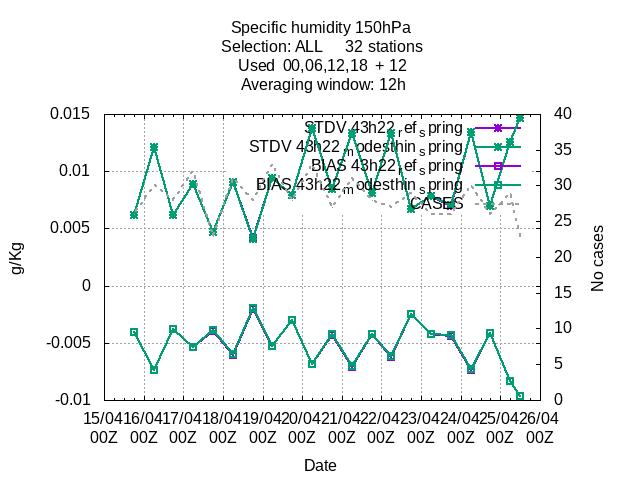 Specific humidity 150hPa
Selection: ALL 32 stations
Used 00,06,12,18 + 12
Averaging window: 12h
0.015
0.01
0.005
0
-0.005
-0.01
g/Kg
40
35
30
25
20
15
10
5
0
No cases
STDV 43h22_ref_spring
STDV 43h22_modesthin_spring
BIAS 43h22_ref_spring
BIAS 43h22_modesthin_spring
CASES
15/04 16/04 17/04 18/04 19/04 20/04 21/04 22/04 23/04 24/04 25/04 26/04
00Z 00Z 00Z 00Z 00Z 00Z 00Z 00Z 00Z 00Z 00Z 00Z
Date